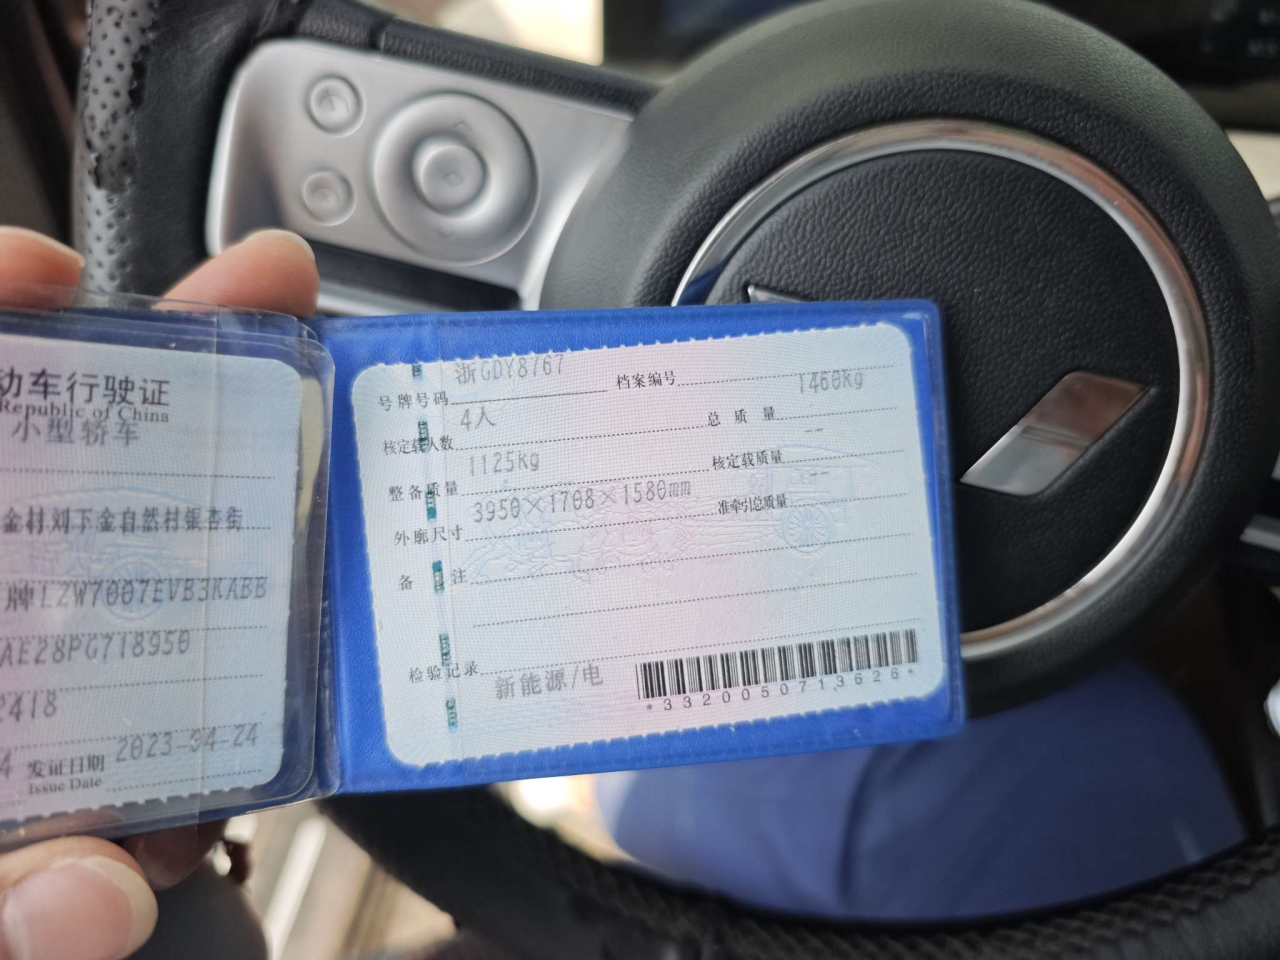 动车行驶证
Republic of China
小型轿车
金村刘下金自然村银杏街
牌LZW7007EVB3KABB
AE28PG718950
2418
4 发证日期 2023-04-24
Issue Date
号牌号码 浙GDY8767 档案编号
核定载人数 4人 总质量 1460kg
整备质量 1125kg 核定载质量 --
外廓尺寸 3950×1708×1580mm 准牵引总质量 --
备注
检验记录 新能源/电
*3320050713626*